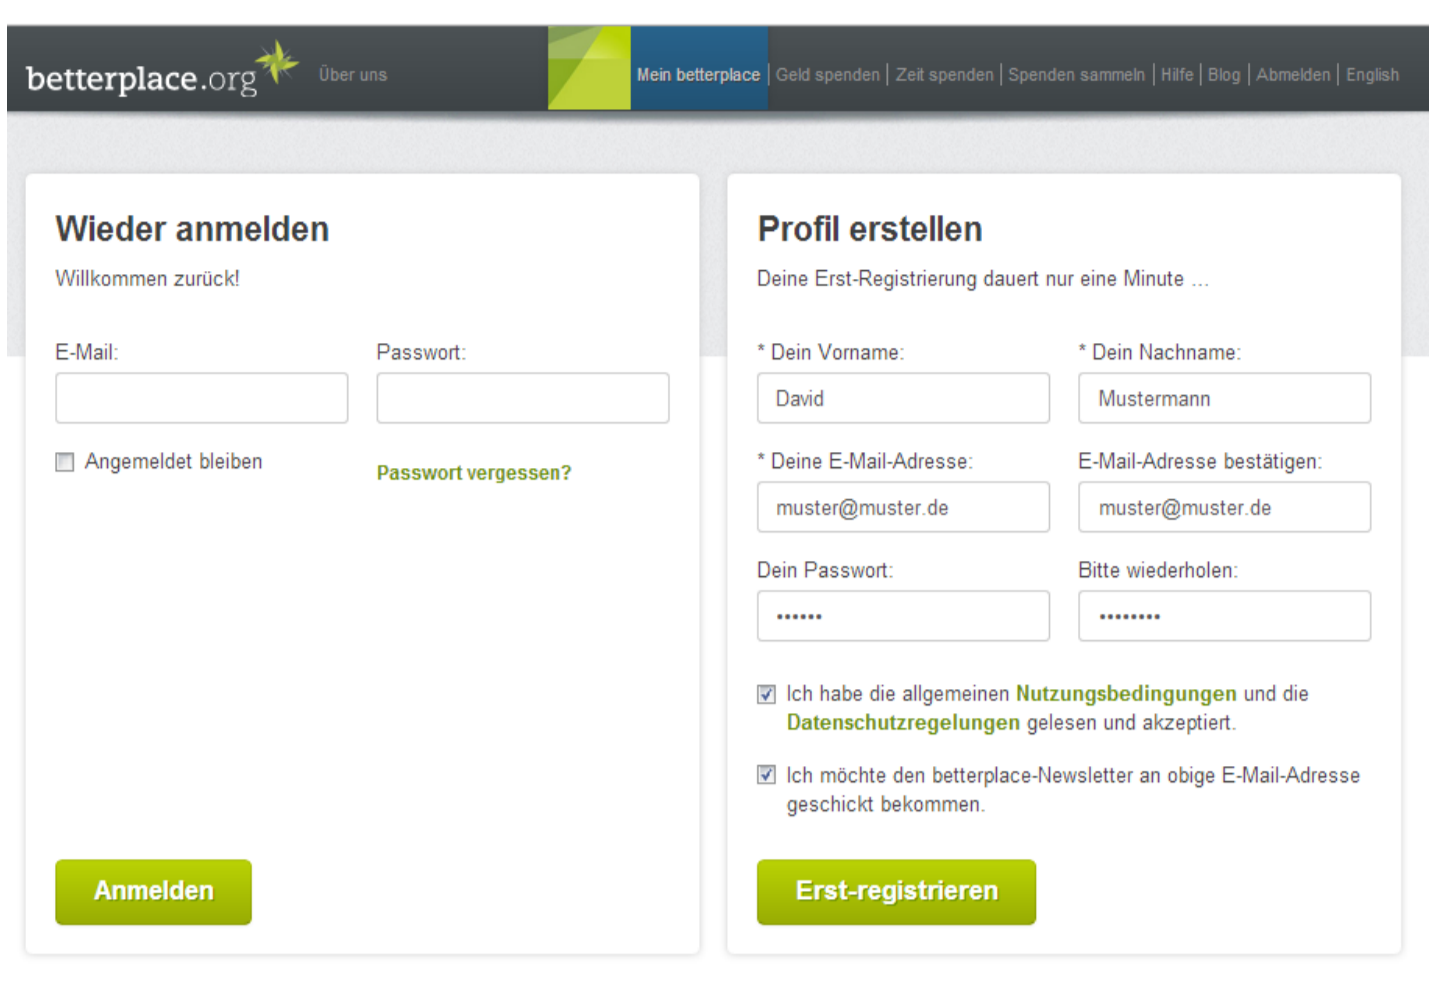 betterplace.org
Über uns
Mein betterplace | Geld spenden | Zeit spenden | Spenden sammeln | Hilfe | Blog | Abmelden | English
Wieder anmelden
Willkommen zurück!
E-Mail:
Passwort:
Angemeldet bleiben
Passwort vergessen?
Anmelden
Profil erstellen
Deine Erst-Registrierung dauert nur eine Minute ...
* Dein Vorname:
* Dein Nachname:
David
Mustermann
* Deine E-Mail-Adresse:
E-Mail-Adresse bestätigen:
muster@muster.de
muster@muster.de
Dein Passwort:
Bitte wiederholen:
••••••
••••••••
Ich habe die allgemeinen Nutzungsbedingungen und die
Datenschutzregelungen gelesen und akzeptiert.
Ich möchte den betterplace-Newsletter an obige E-Mail-Adresse
geschickt bekommen.
Erst-registrieren